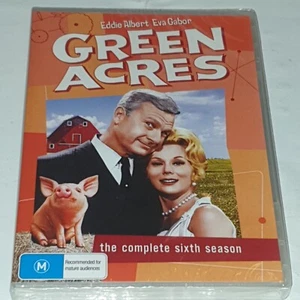 Eddie Albert Eva Gabor
GREEN
ACRES
the complete sixth season
M
Recommended for
mature audiences